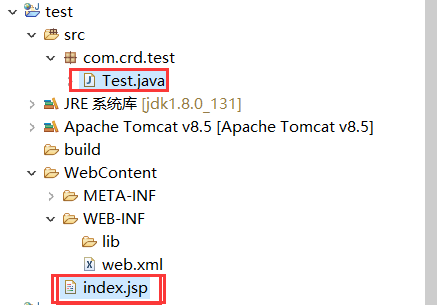 test
src
com.crd.test
Test.java
JRE 系统库 [jdk1.8.0_131]
Apache Tomcat v8.5 [Apache Tomcat v8.5]
build
WebContent
META-INF
WEB-INF
lib
web.xml
index.jsp